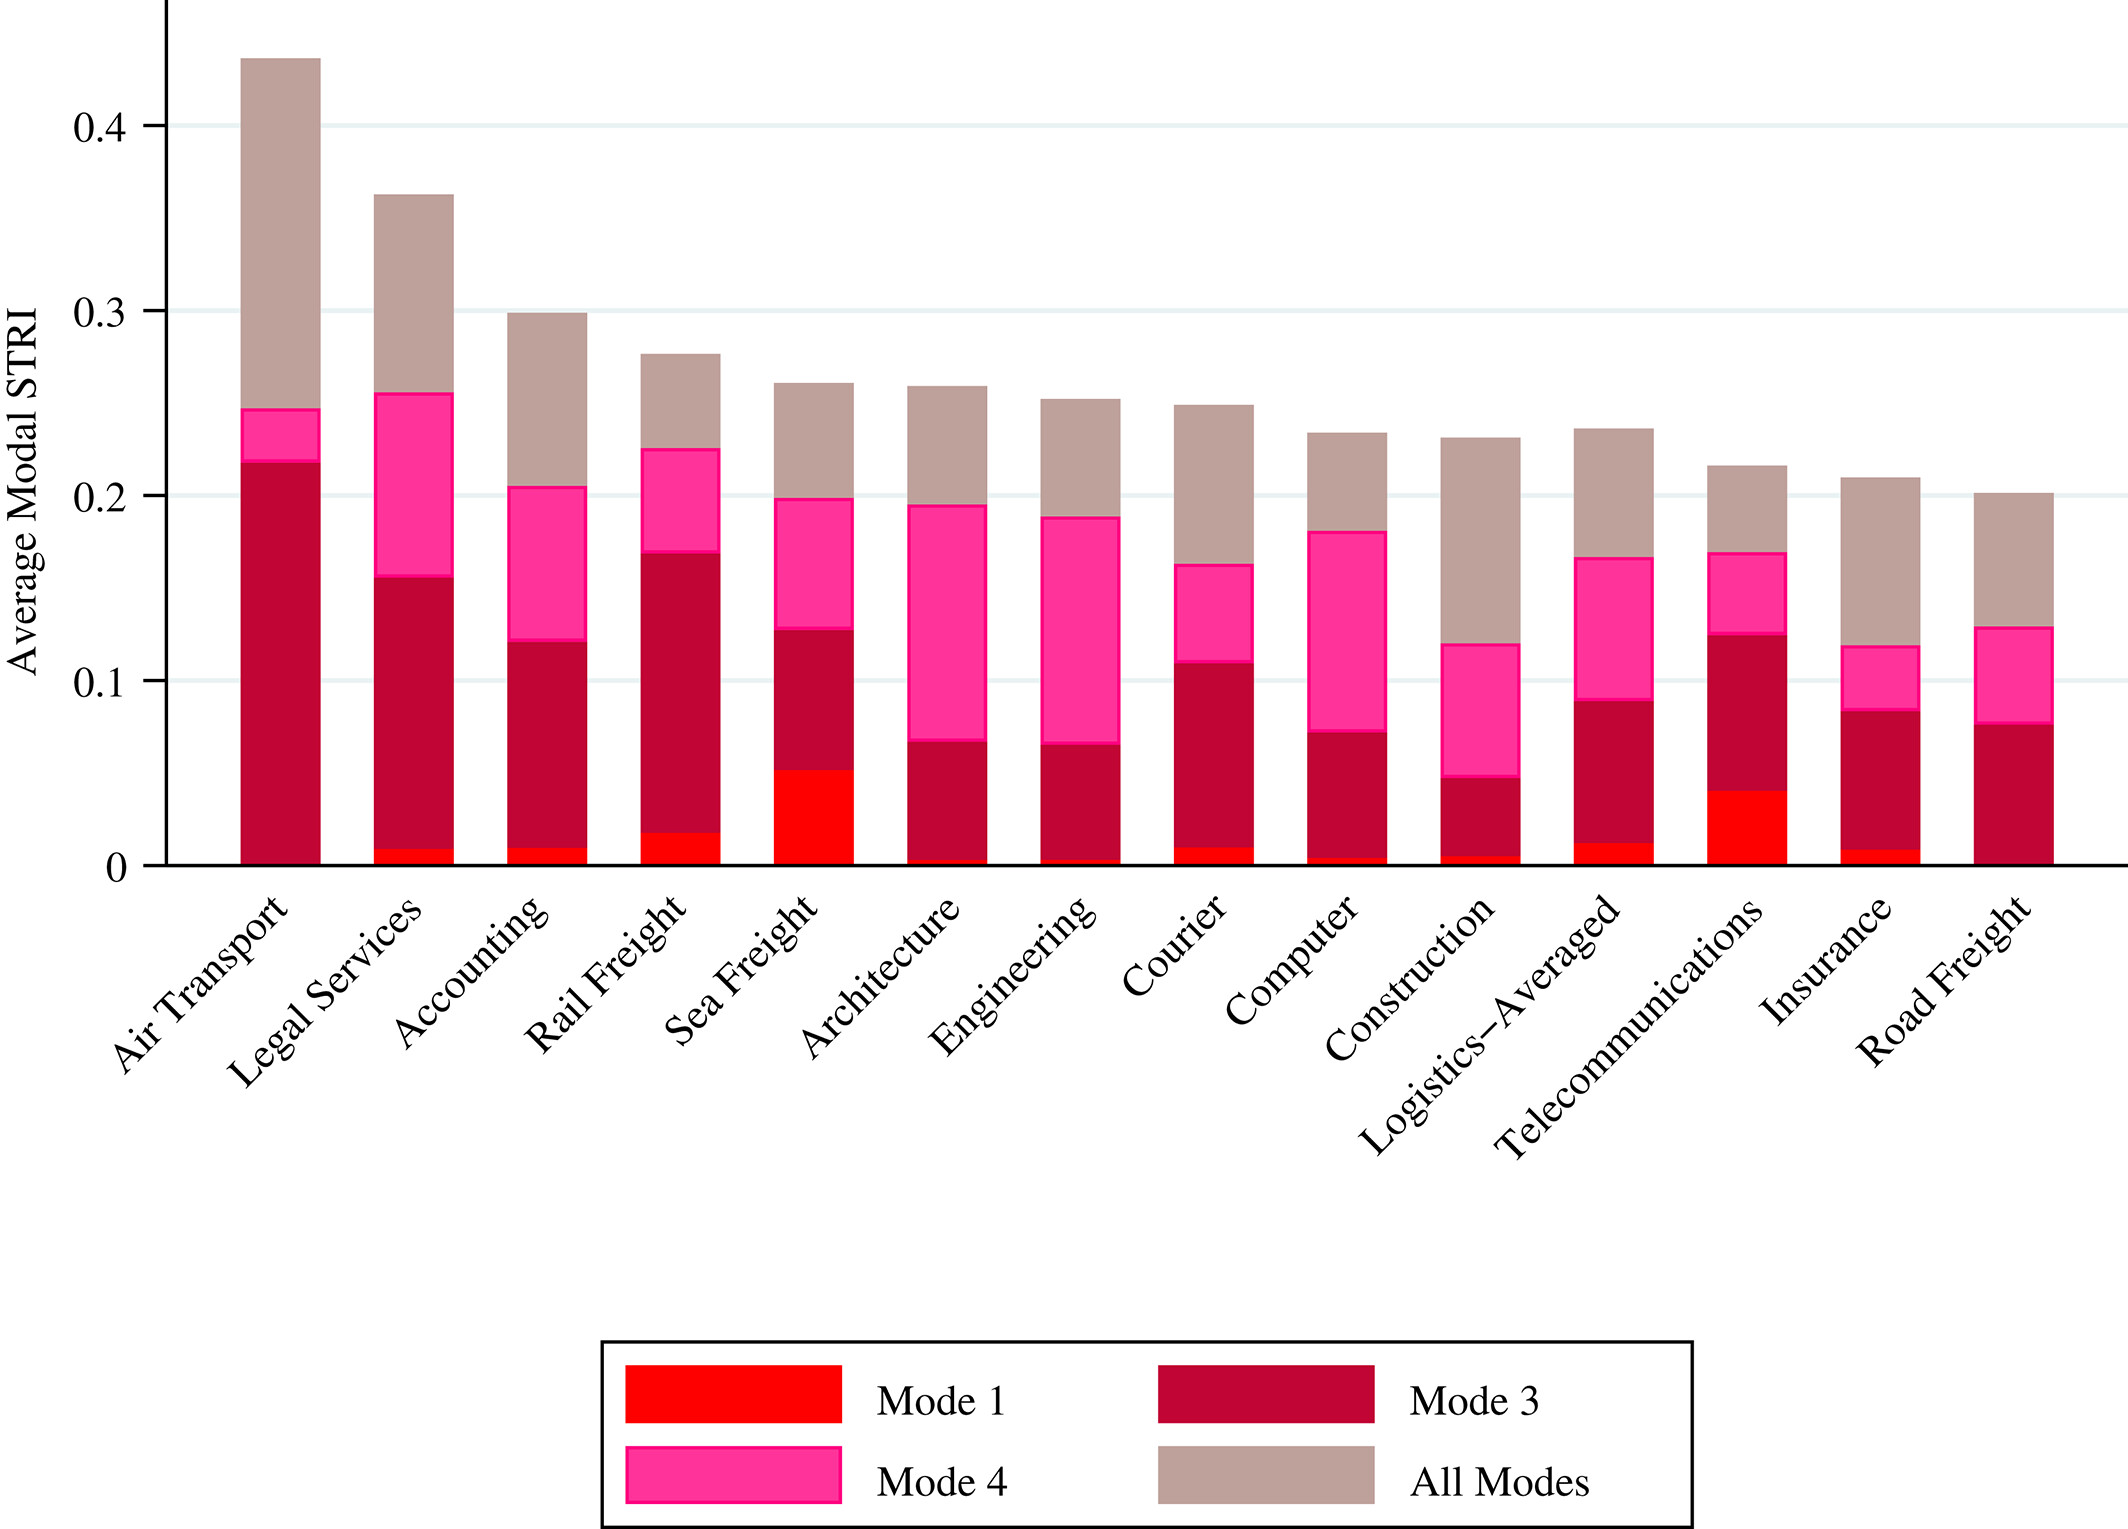 Average Modal STRI
0.4
0.3
0.2
0.1
0
Air Transport
Legal Services
Accounting
Rail Freight
Sea Freight
Architecture
Engineering
Courier
Computer
Construction
Logistics–Averaged
Telecommunications
Insurance
Road Freight
Mode 1
Mode 3
Mode 4
All Modes